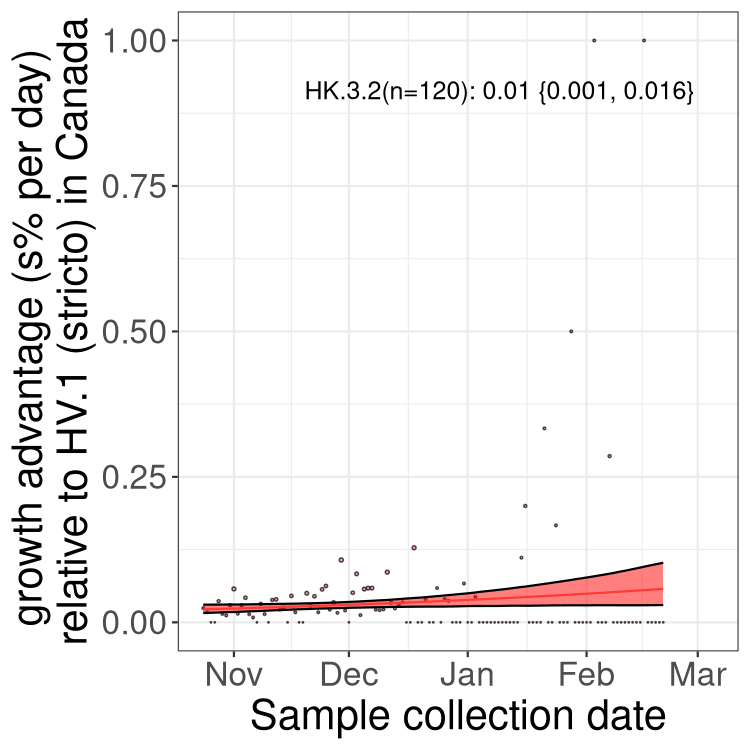 growth advantage (s% per day)
relative to HV.1 (stricto) in Canada
1.00
HK.3.2(n=120): 0.01 {0.001, 0.016}
0.75
0.50
0.25
0.00
Nov Dec Jan Feb Mar
Sample collection date